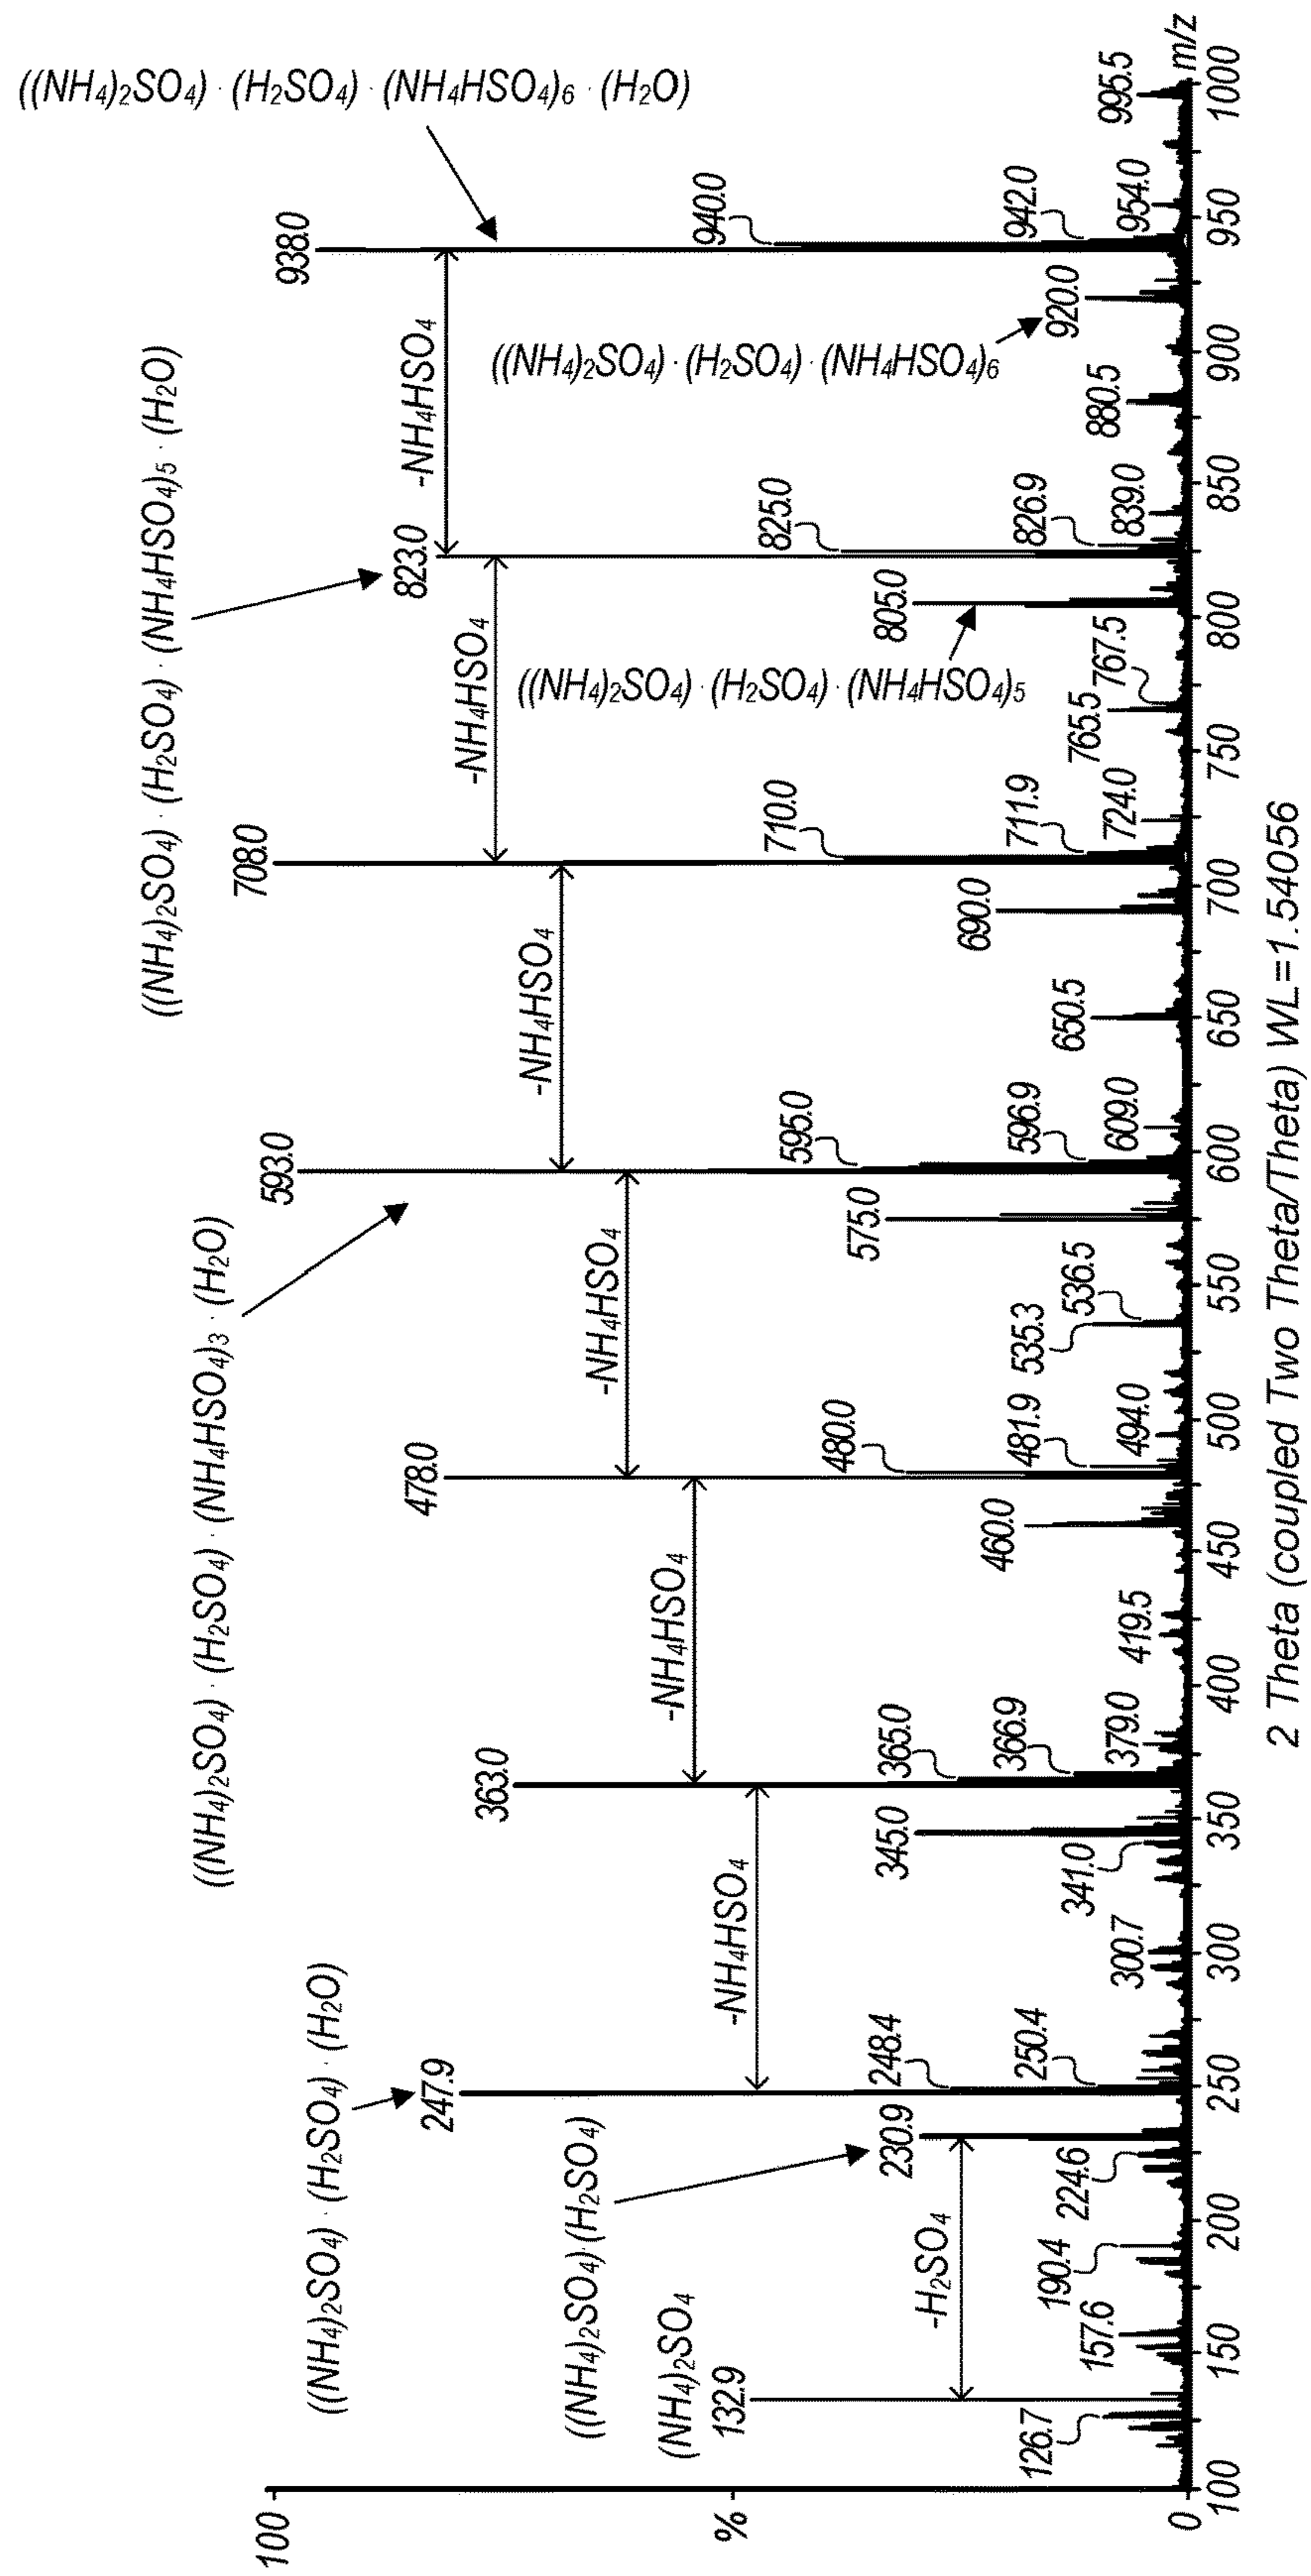 ((NH4)2SO4) · (H2SO4) · (NH4HSO4)6 · (H2O)
((NH4)2SO4) · (H2SO4) · (NH4HSO4)5 · (H2O)
((NH4)2SO4) · (H2SO4) · (NH4HSO4)3 · (H2O)
((NH4)2SO4) · (H2SO4) · (H2O)
((NH4)2SO4)·(H2SO4)
(NH4)2SO4
((NH4)2SO4) · (H2SO4) · (NH4HSO4)5
((NH4)2SO4) · (H2SO4) · (NH4HSO4)6
-H2SO4
-NH4HSO4
-NH4HSO4
-NH4HSO4
-NH4HSO4
-NH4HSO4
-NH4HSO4
100
%
0
126.7
132.9
157.6
190.4
224.6
230.9
247.9
248.4
250.4
300.7
341.0
345.0
363.0
365.0
366.9
379.0
419.5
460.0
478.0
480.0
481.9
494.0
535.3
536.5
575.0
593.0
595.0
596.9
609.0
650.5
690.0
708.0
710.0
711.9
724.0
765.5
767.5
805.0
823.0
825.0
826.9
839.0
880.5
920.0
938.0
940.0
942.0
954.0
995.5
m/z
100 150 200 250 300 350 400 450 500 550 600 650 700 750 800 850 900 950 1000
2 Theta (coupled Two Theta/Theta) WL=1.54056